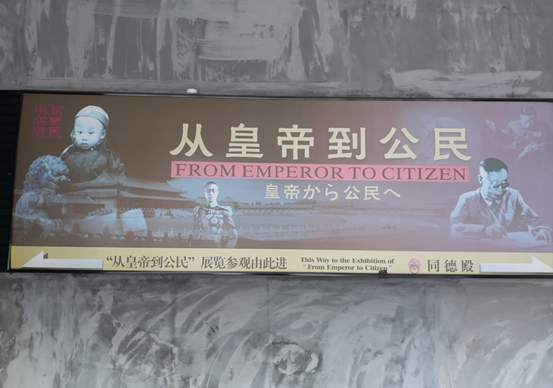 从皇帝到公民
FROM EMPEROR TO CITIZEN
皇帝から公民へ
“从皇帝到公民”展览参观由此进
This Way to the Exhibition of
“From Emperor to Citizen”
同德殿